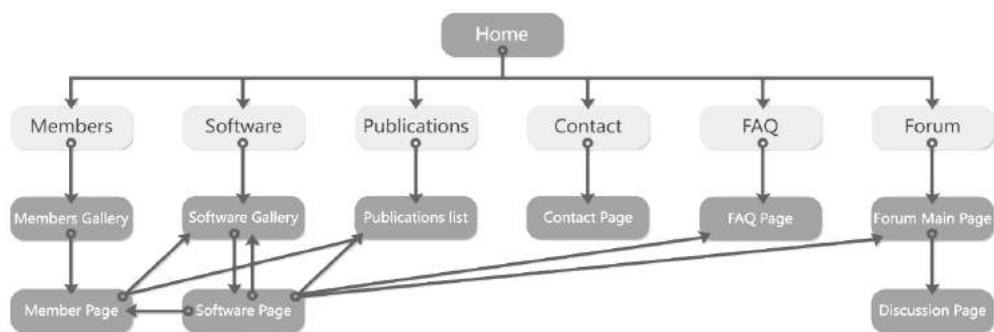 Home
Members
Software
Publications
Contact
FAQ
Forum
Members Gallery
Software Gallery
Publications list
Contact Page
FAQ Page
Forum Main Page
Member Page
Software Page
Discussion Page